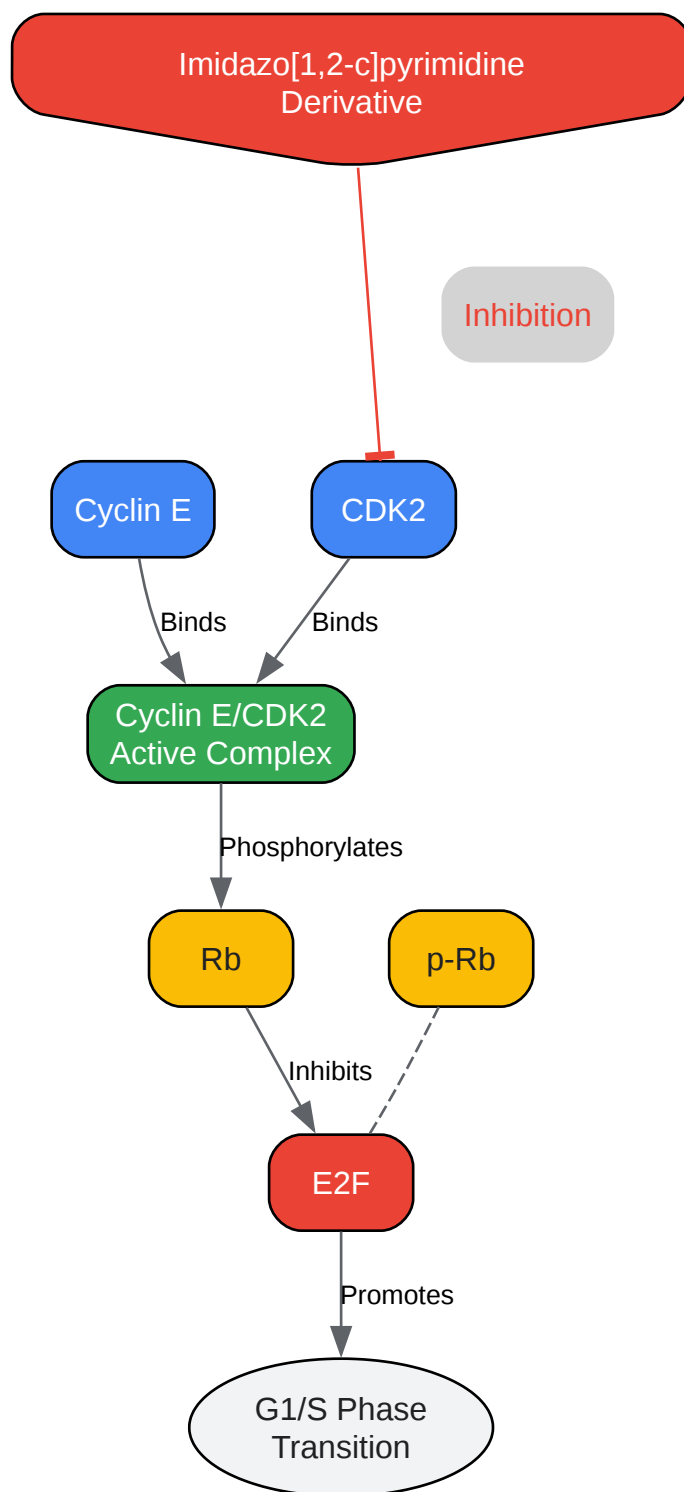 Imidazo[1,2-c]pyrimidine
Derivative
Inhibition
Cyclin E
CDK2
Binds
Binds
Cyclin E/CDK2
Active Complex
Phosphorylates
Rb
p-Rb
Inhibits
E2F
Promotes
G1/S Phase
Transition